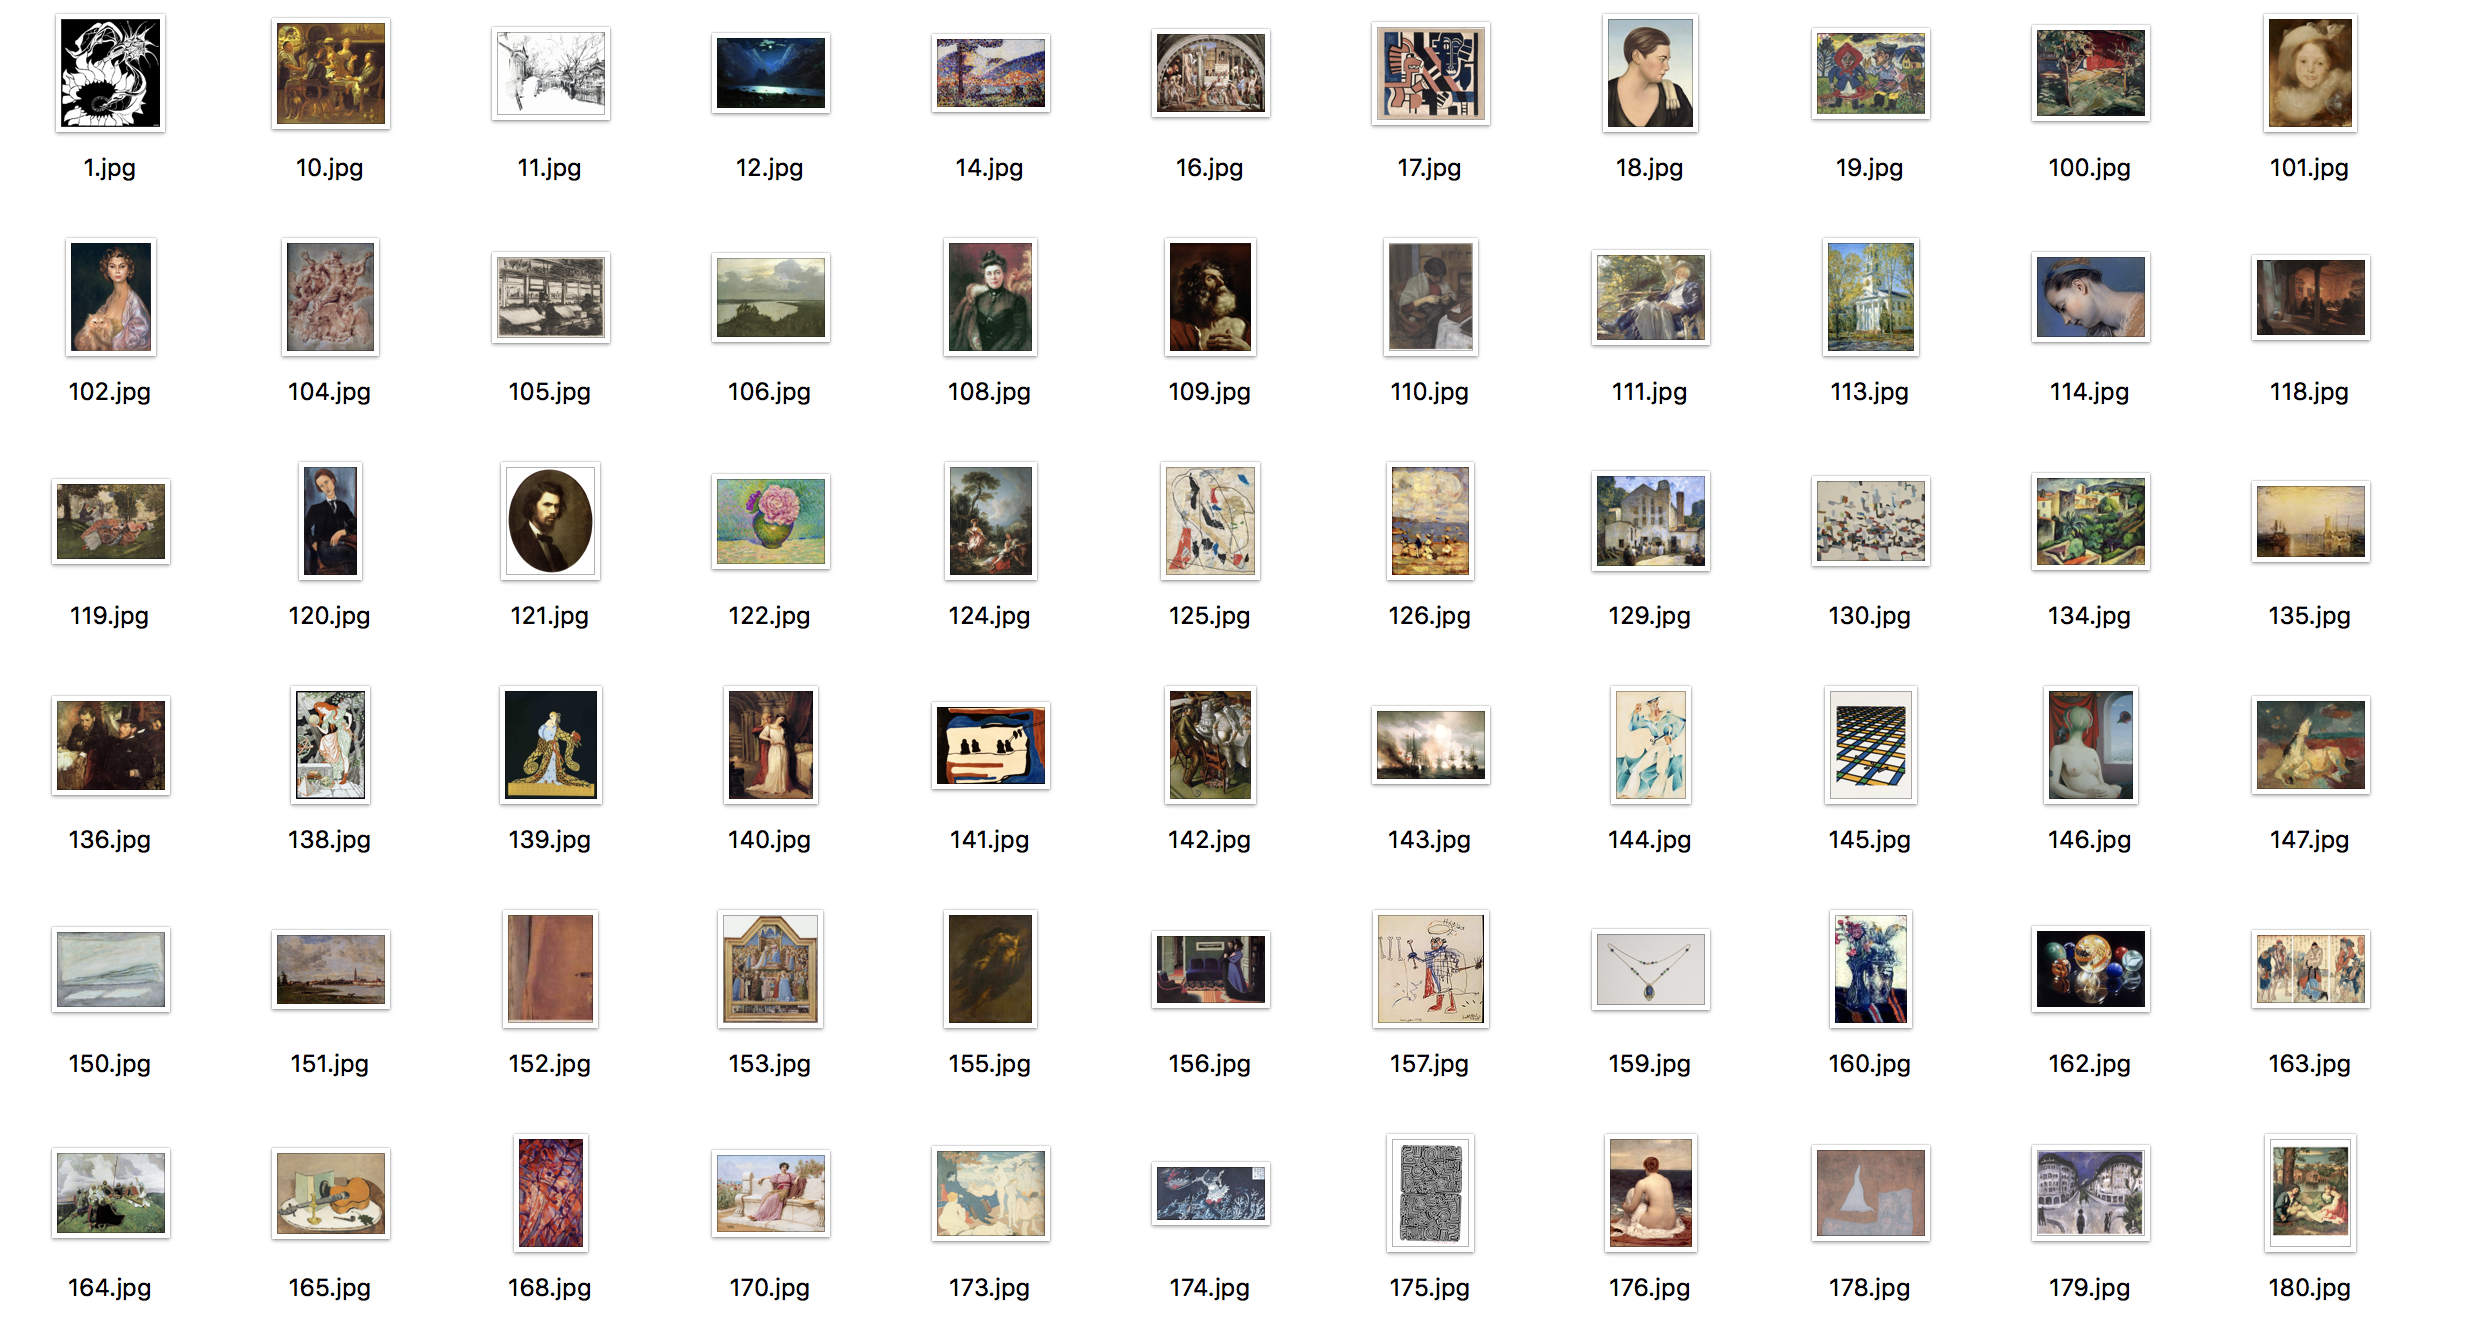 1.jpg 10.jpg 11.jpg 12.jpg 14.jpg 16.jpg 17.jpg 18.jpg 19.jpg 100.jpg 101.jpg
102.jpg 104.jpg 105.jpg 106.jpg 108.jpg 109.jpg 110.jpg 111.jpg 113.jpg 114.jpg 118.jpg
119.jpg 120.jpg 121.jpg 122.jpg 124.jpg 125.jpg 126.jpg 129.jpg 130.jpg 134.jpg 135.jpg
136.jpg 138.jpg 139.jpg 140.jpg 141.jpg 142.jpg 143.jpg 144.jpg 145.jpg 146.jpg 147.jpg
150.jpg 151.jpg 152.jpg 153.jpg 155.jpg 156.jpg 157.jpg 159.jpg 160.jpg 162.jpg 163.jpg
164.jpg 165.jpg 168.jpg 170.jpg 173.jpg 174.jpg 175.jpg 176.jpg 178.jpg 179.jpg 180.jpg